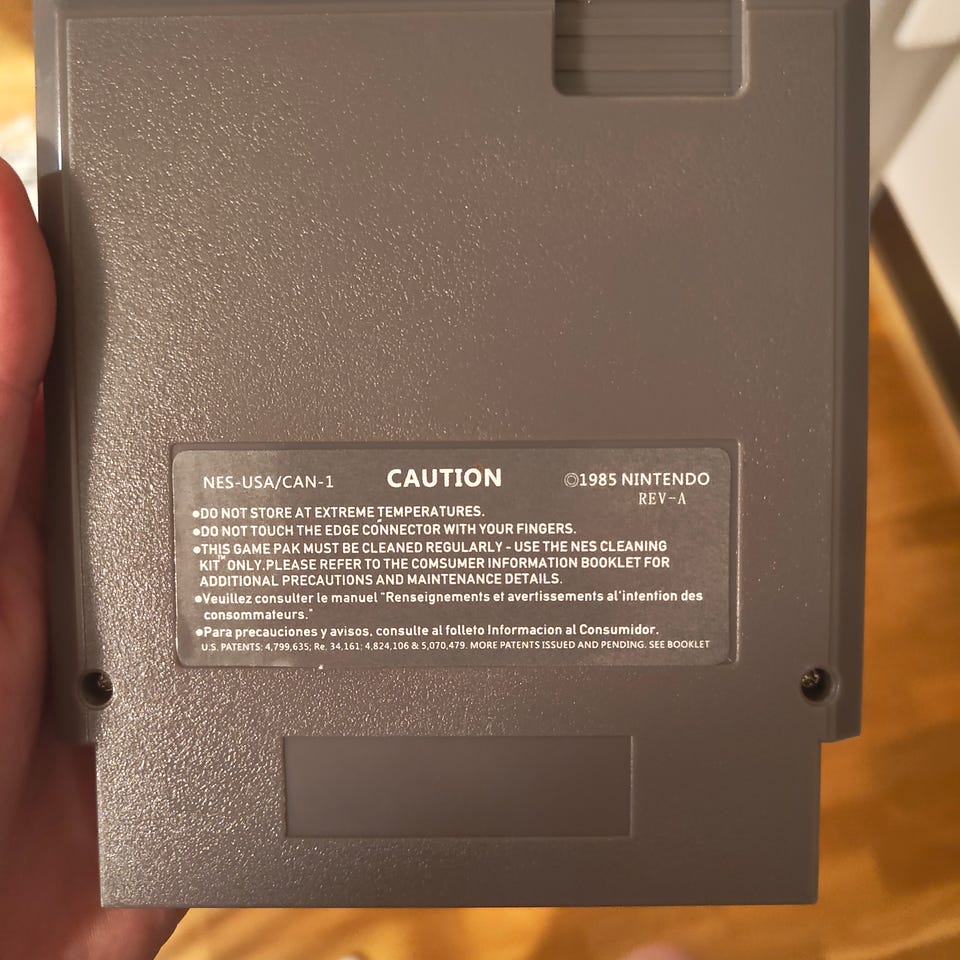 NES-USA/CAN-1 CAUTION ©1985 NINTENDO
REV-A
●DO NOT STORE AT EXTREME TEMPERATURES.
●DO NOT TOUCH THE EDGE CONNECTOR WITH YOUR FINGERS.
●THIS GAME PAK MUST BE CLEANED REGULARLY - USE THE NES CLEANING
KIT™ ONLY.PLEASE REFER TO THE COMSUMER INFORMATION BOOKLET FOR
ADDITIONAL PRECAUTIONS AND MAINTENANCE DETAILS.
●Veuillez consulter le manuel "Renseignements et avertissements al'intention des
consommateurs."
●Para precauciones y avisos. consulte al folleto Informacion al Consumidor.
U.S. PATENTS: 4,799,635; Re. 34,161; 4,824,106 & 5,070,479. MORE PATENTS ISSUED AND PENDING. SEE BOOKLET